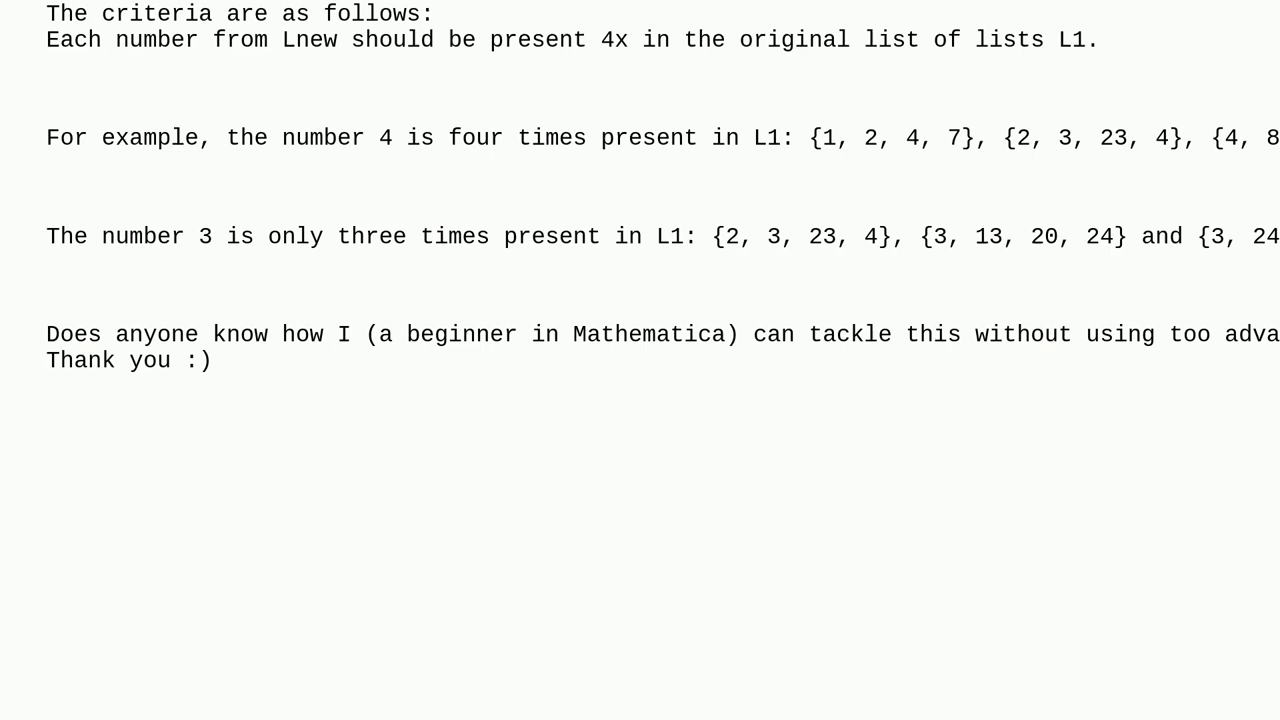 The criteria are as follows:
Each number from Lnew should be present 4x in the original list of lists L1.
For example, the number 4 is four times present in L1: {1, 2, 4, 7}, {2, 3, 23, 4}, {4, 8
The number 3 is only three times present in L1: {2, 3, 23, 4}, {3, 13, 20, 24} and {3, 24
Does anyone know how I (a beginner in Mathematica) can tackle this without using too adva
Thank you :)